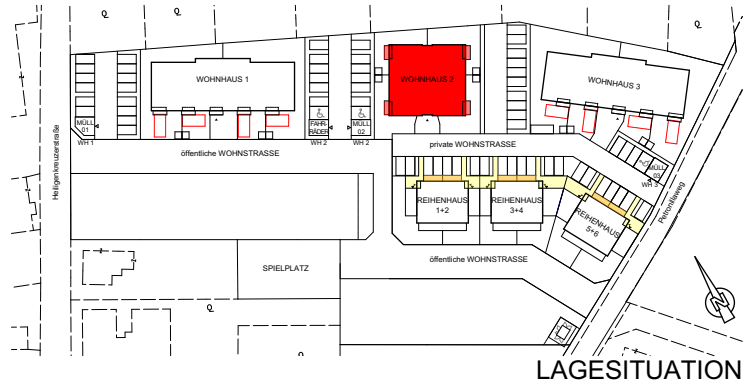 WOHNHAUS 1
WOHNHAUS 2
WOHNHAUS 3
MÜLL
01
WH 1
FAHR-
RÄDER
WH 2
MÜLL
02
WH 2
MÜLL
03
WH 3
Heiligenkreuzerstraße
öffentliche WOHNSTRASSE
private WOHNSTRASSE
Petronillaweg
REIHENHAUS
1+2
REIHENHAUS
3+4
REIHENHAUS
5+6
öffentliche WOHNSTRASSE
SPIELPLATZ
LAGESITUATION